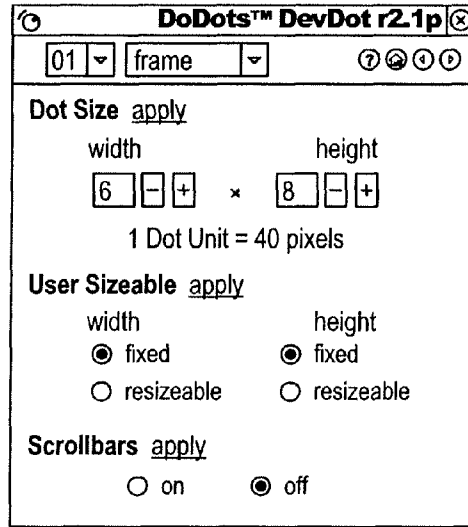 DoDots™ DevDot r2.1p
01 frame
Dot Size apply
width height
6 − + × 8 − +
1 Dot Unit = 40 pixels
User Sizeable apply
width height
fixed fixed
resizeable resizeable
Scrollbars apply
on off